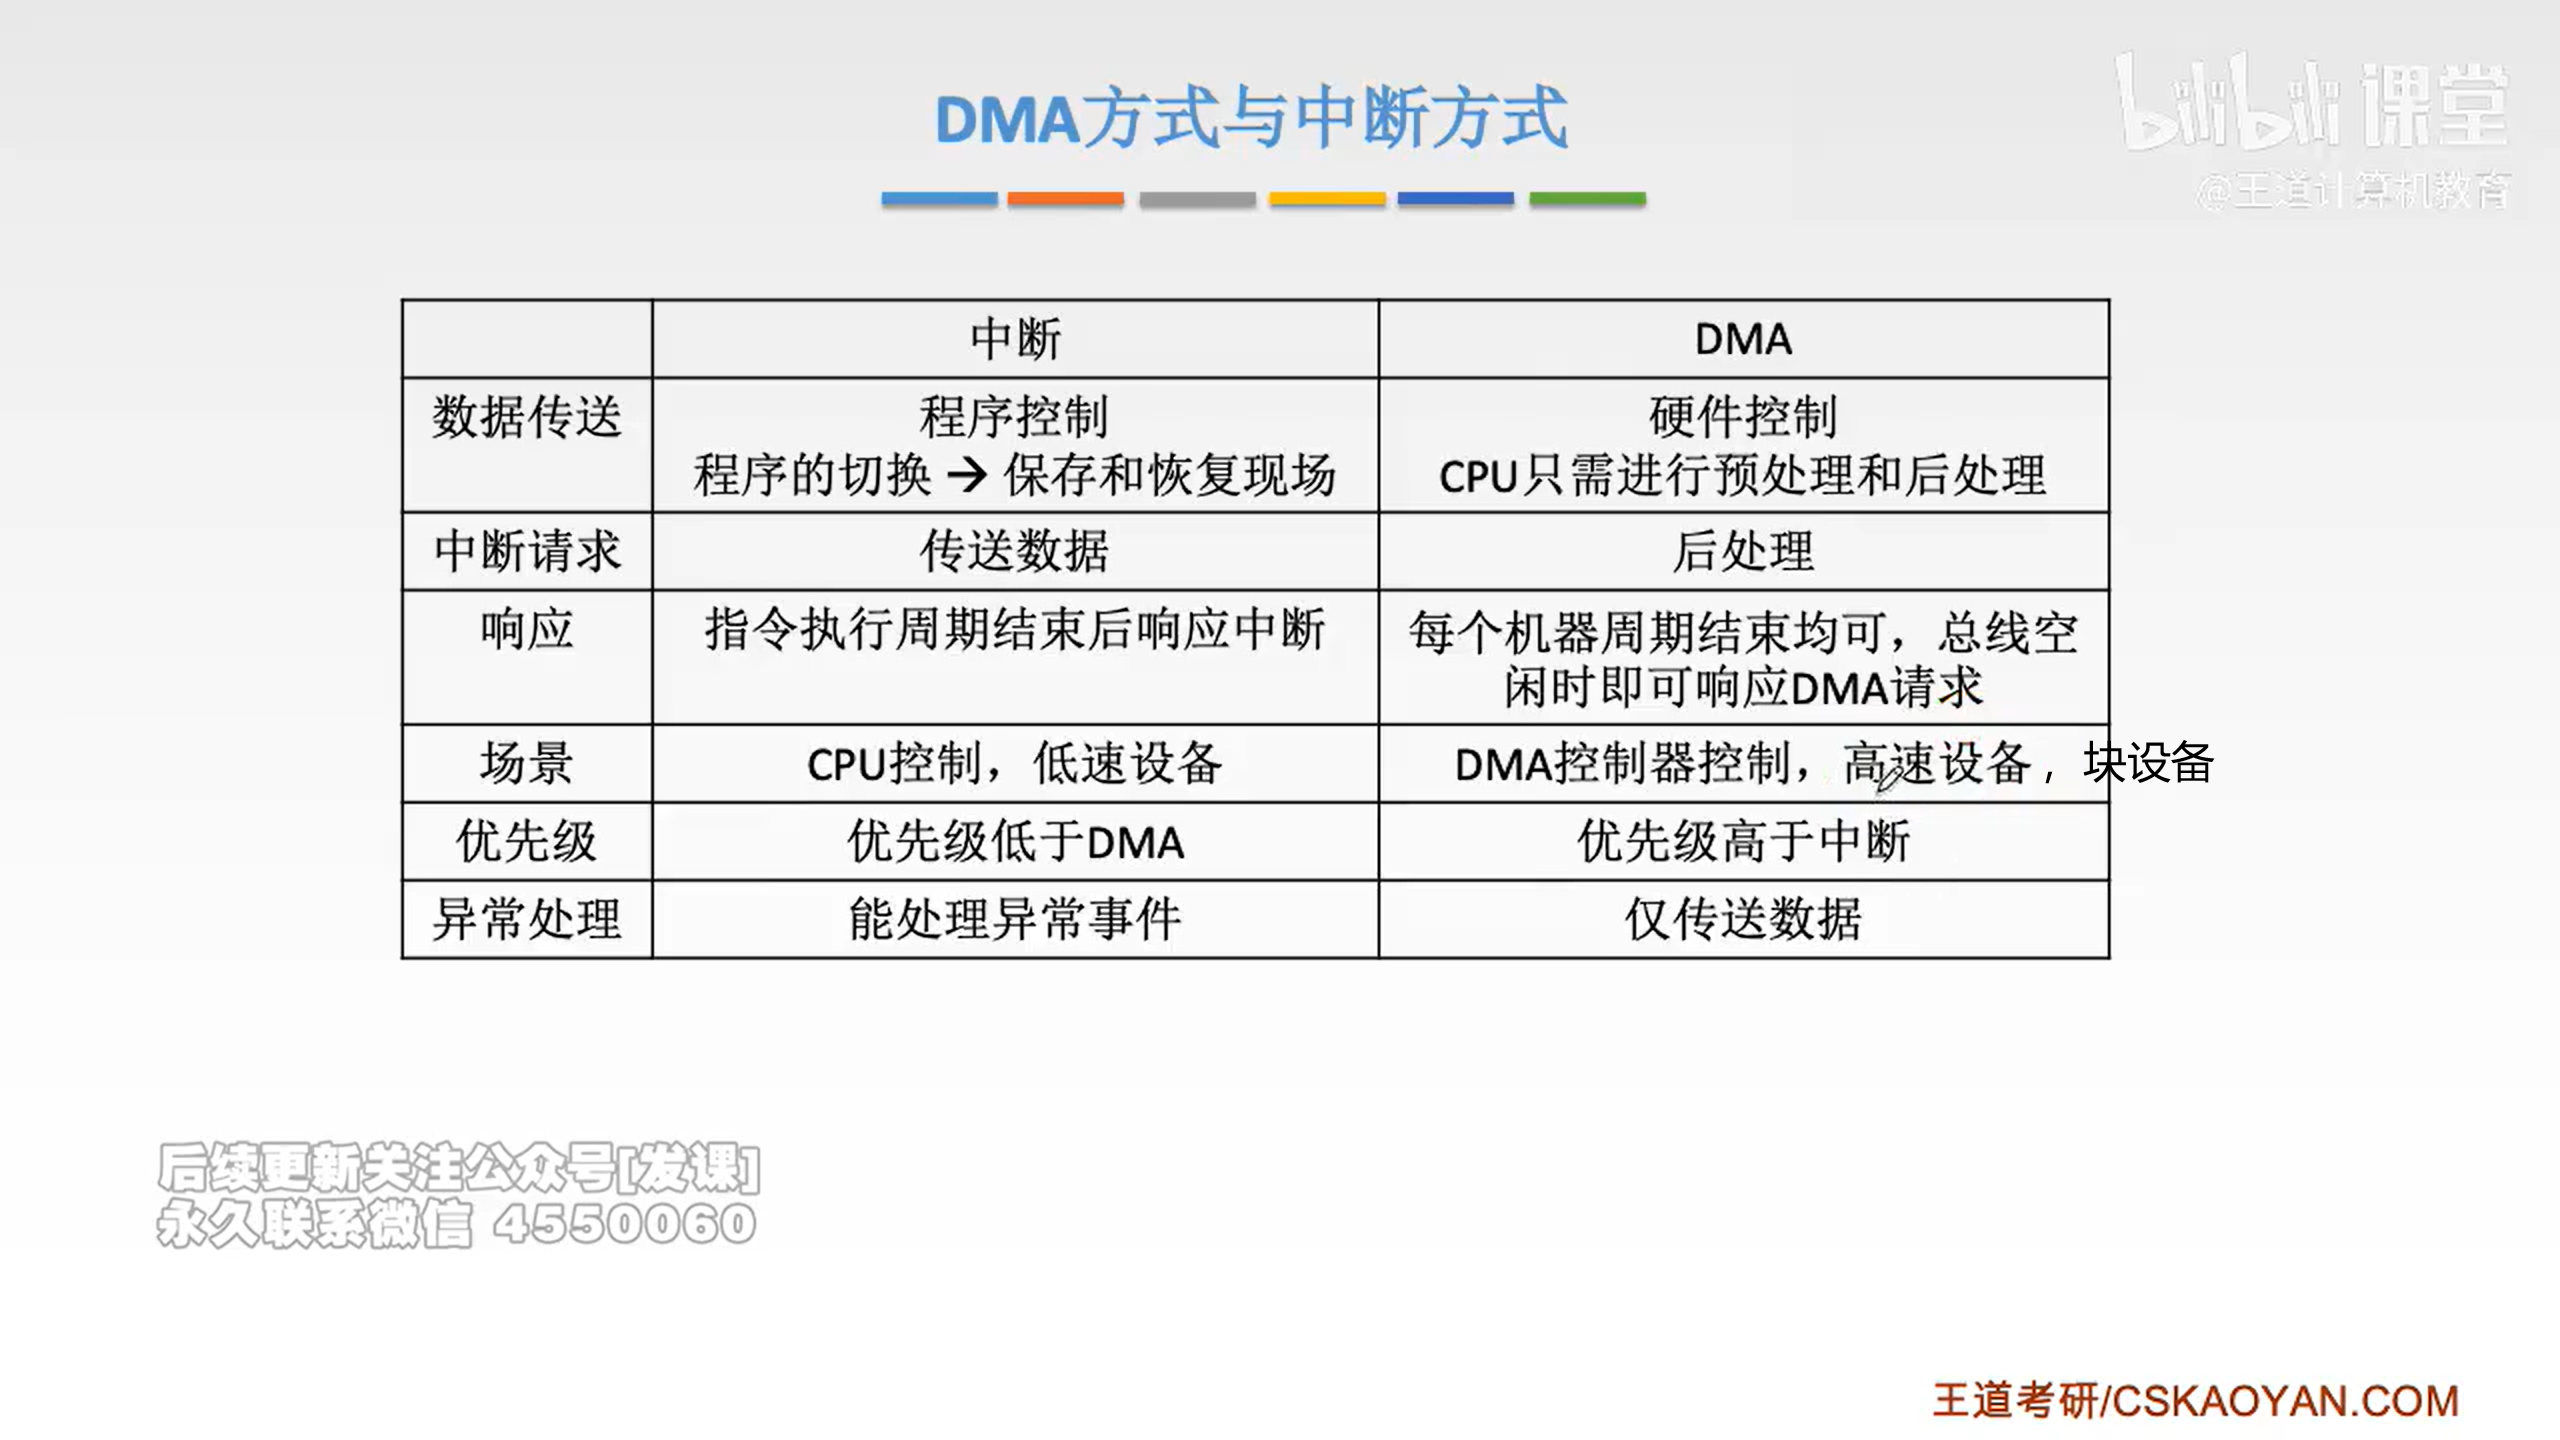 DMA方式与中断方式
bilibili 课堂
@王道计算机教育
中断
DMA
数据传送
程序控制
程序的切换 → 保存和恢复现场
硬件控制
CPU只需进行预处理和后处理
中断请求
传送数据
后处理
响应
指令执行周期结束后响应中断
每个机器周期结束均可，总线空
闲时即可响应DMA请求
场景
CPU控制，低速设备
DMA控制器控制，高速设备，块设备
优先级
优先级低于DMA
优先级高于中断
异常处理
能处理异常事件
仅传送数据
后续更新关注公众号[发课]
永久联系微信 4550060
王道考研/CSKAOYAN.COM